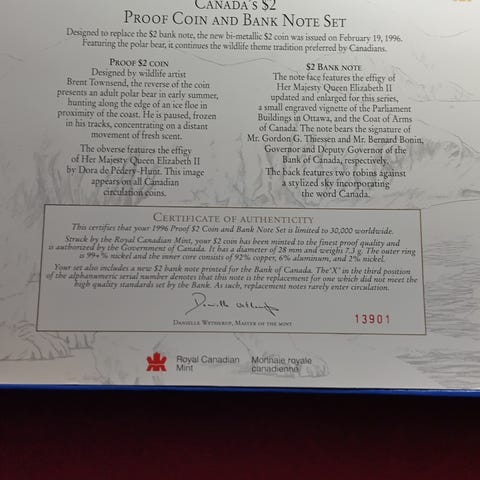 CANADA'S $2
PROOF COIN AND BANK NOTE SET
Designed to replace the $2 bank note, the new bi-metallic $2 coin was issued on February 19, 1996.
Featuring the polar bear, it continues the wildlife theme tradition preferred by Canadians.
PROOF $2 COIN
Designed by wildlife artist
Brent Townsend, the reverse of the coin
presents an adult polar bear in early summer,
hunting along the edge of an ice floe in
proximity of the coast. He is paused, frozen
in his tracks, concentrating on a distant
movement of fresh scent.
The obverse features the effigy
of Her Majesty Queen Elizabeth II
by Dora de Pédery-Hunt. This image
appears on all Canadian
circulation coins.
$2 BANK NOTE
The note face features the effigy of
Her Majesty Queen Elizabeth II
updated and enlarged for this series,
a small engraved vignette of the Parliament
Buildings in Ottawa, and the Coat of Arms
of Canada. The note bears the signature of
Mr. Gordon G. Thiessen and Mr. Bernard Bonin,
Governor and Deputy Governor of the
Bank of Canada, respectively.
The back features two robins against
a stylized sky incorporating
the word Canada.
CERTIFICATE OF AUTHENTICITY
This certifies that your 1996 Proof $2 Coin and Bank Note Set is limited to 30,000 worldwide.
Struck by the Royal Canadian Mint, your $2 coin has been minted to the finest proof quality and
is authorized by the Government of Canada. It has a diameter of 28 mm and weighs 7.3 g. The outer ring
is 99+% nickel and the inner core consists of 92% copper, 6% aluminum, and 2% nickel.
Your set also includes a new $2 bank note printed for the Bank of Canada. The 'X' in the third position
of the alphanumeric serial number denotes that this note is the replacement for one which did not meet the
high quality standards set by the Bank. As such, replacement notes rarely enter circulation.
DANIELLE WETHERUP, MASTER OF THE MINT
13901
Royal Canadian Mint
Monnaie royale canadienne